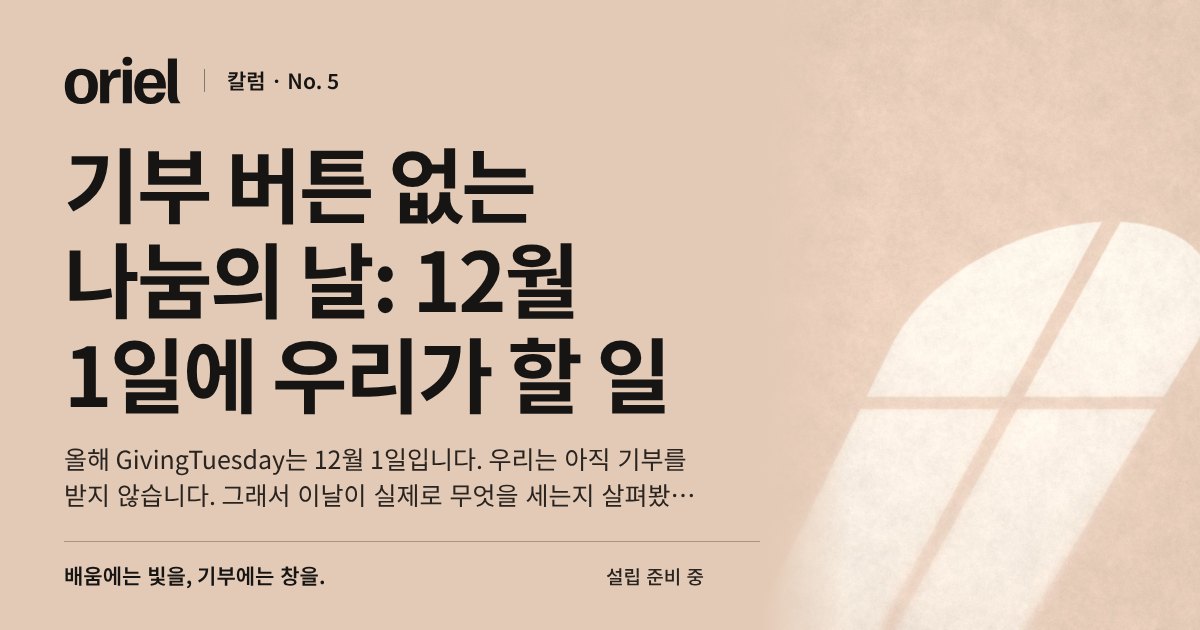 oriel
칼럼 · No. 5
기부 버튼 없는
나눔의 날: 12월
1일에 우리가 할 일
올해 GivingTuesday는 12월 1일입니다. 우리는 아직 기부를
받지 않습니다. 그래서 이날이 실제로 무엇을 세는지 살펴봤…
배움에는 빛을, 기부에는 창을.
설립 준비 중